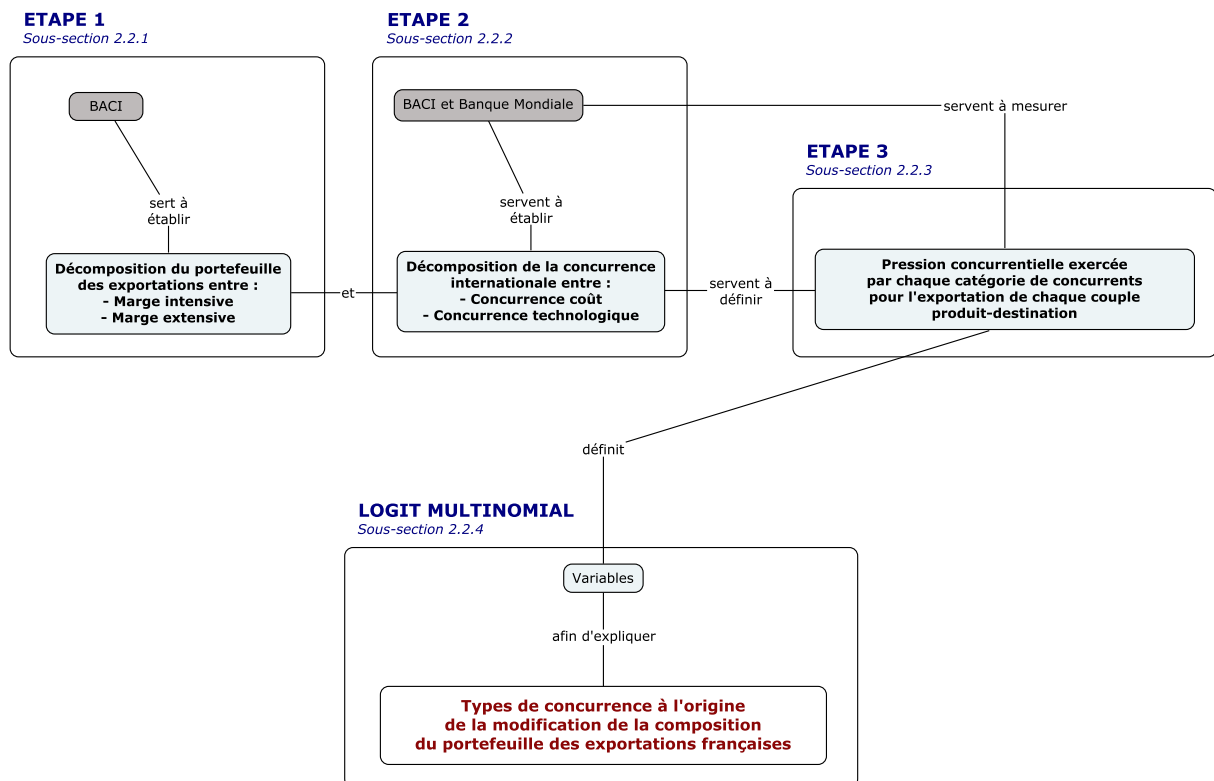 ETAPE 1
Sous-section 2.2.1
BACI
sert à
établir
Décomposition du portefeuille
des exportations entre :
- Marge intensive
- Marge extensive
et
ETAPE 2
Sous-section 2.2.2
BACI et Banque Mondiale
servent à
établir
Décomposition de la concurrence
internationale entre :
- Concurrence coût
- Concurrence technologique
servent à mesurer
servent à
définir
ETAPE 3
Sous-section 2.2.3
Pression concurrentielle exercée
par chaque catégorie de concurrents
pour l'exportation de chaque couple
produit-destination
définit
LOGIT MULTINOMIAL
Sous-section 2.2.4
Variables
afin d'expliquer
Types de concurrence à l'origine
de la modification de la composition
du portefeuille des exportations françaises